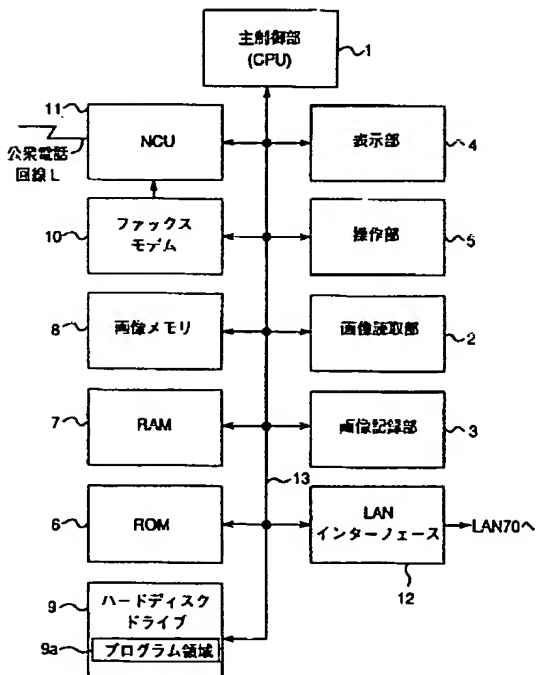 主制御部
(CPU)
1
11
NCU
公衆電話
回線L
表示部
4
10
ファックス
モデム
操作部
5
8
画像メモリ
画像読取部
2
7
RAM
画像記録部
3
13
6
ROM
LAN
インターフェース
LAN70へ
12
9
ハードディスク
ドライブ
9a
プログラム領域